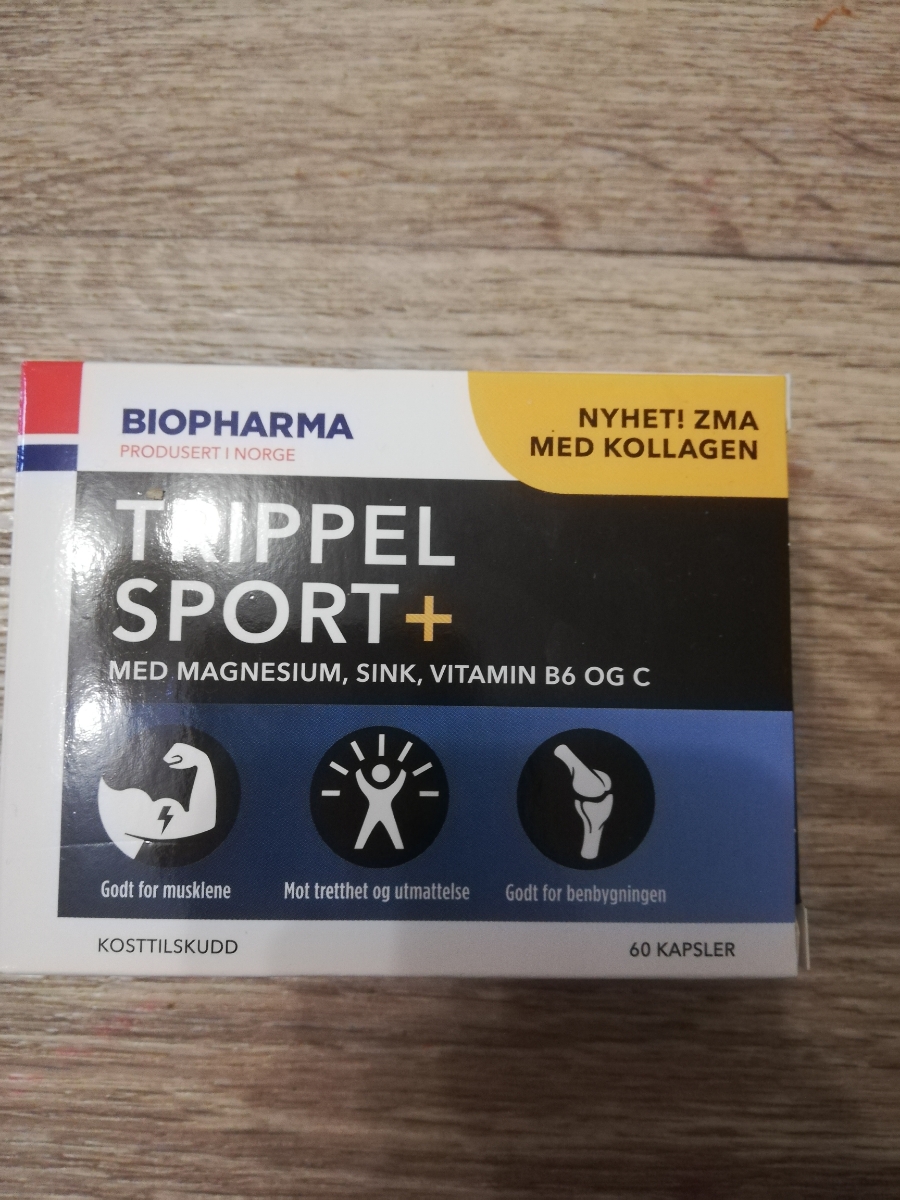 BIOPHARMA
PRODUSERT I NORGE
NYHET! ZMA
MED KOLLAGEN
TRIPPEL
SPORT+
MED MAGNESIUM, SINK, VITAMIN B6 OG C
Godt for musklene
Mot tretthet og utmattelse
Godt for benbygningen
KOSTTILSKUDD
60 KAPSLER